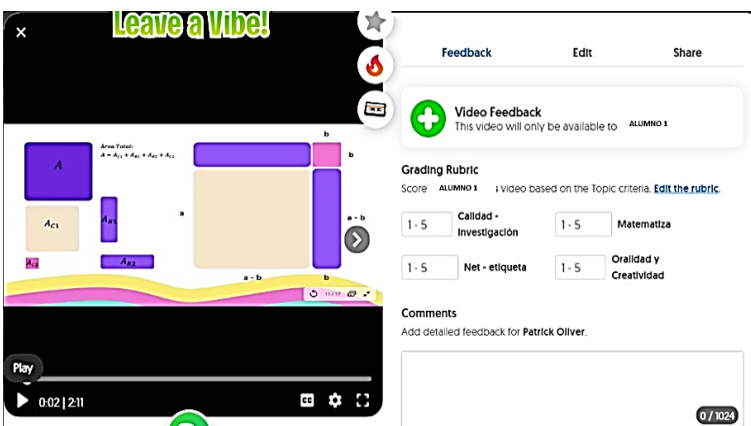 Leave a Vibe!
A
Area Total:
A = A_C1 + A_R1 + A_R2 + A_C2
A_C1
A_R1
A_C2
A_R2
b
b
a
a - b
a - b
b
Play
0:02 | 2:11
CC
Feedback
Edit
Share
Video Feedback
This video will only be available to ALUMNO 1
Grading Rubric
Score ALUMNO 1 video based on the Topic criteria. Edit the rubric.
1 - 5 Calidad - Investigación
1 - 5 Matematiza
1 - 5 Net - etiqueta
1 - 5 Oralidad y Creatividad
Comments
Add detailed feedback for Patrick Oliver.
0 / 1024